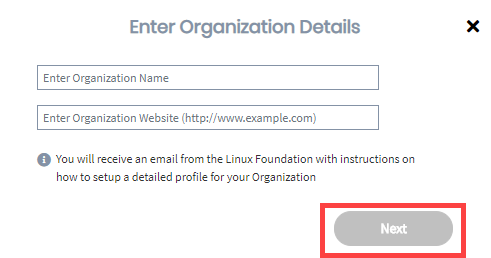 Enter Organization Details
Enter Organization Name
Enter Organization Website (http://www.example.com)
You will receive an email from the Linux Foundation with instructions on
how to setup a detailed profile for your Organization
Next